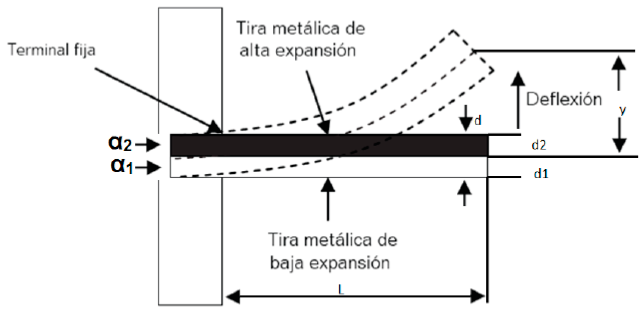 Terminal fija
Tira metálica de
alta expansión
d
Deflexión
y
α2
α1
d2
d1
Tira metálica de
baja expansión
L